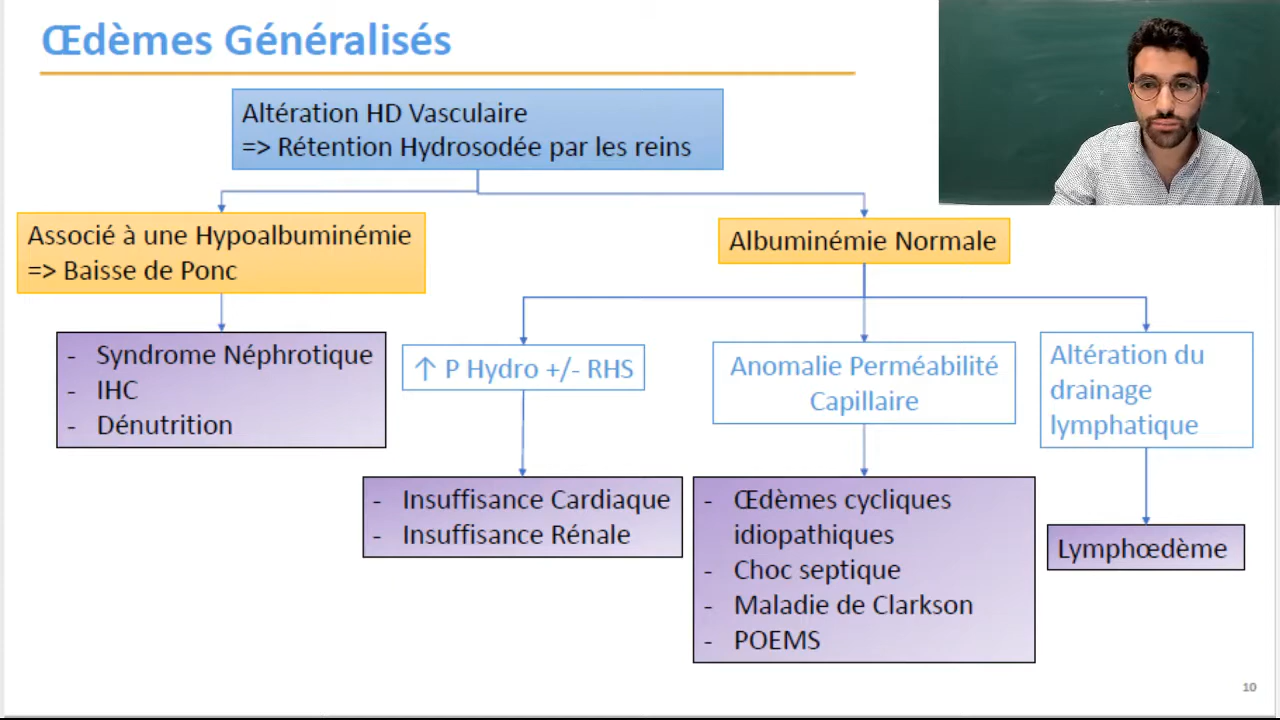 Œdèmes Généralisés
Altération HD Vasculaire
=> Rétention Hydrosodée par les reins
Associé à une Hypoalbuminémie
=> Baisse de Ponc
Albuminémie Normale
- Syndrome Néphrotique
- IHC
- Dénutrition
↑ P Hydro +/- RHS
Anomalie Perméabilité
Capillaire
Altération du
drainage
lymphatique
- Insuffisance Cardiaque
- Insuffisance Rénale
- Œdèmes cycliques
idiopathiques
- Choc septique
- Maladie de Clarkson
- POEMS
Lymphœdème
10